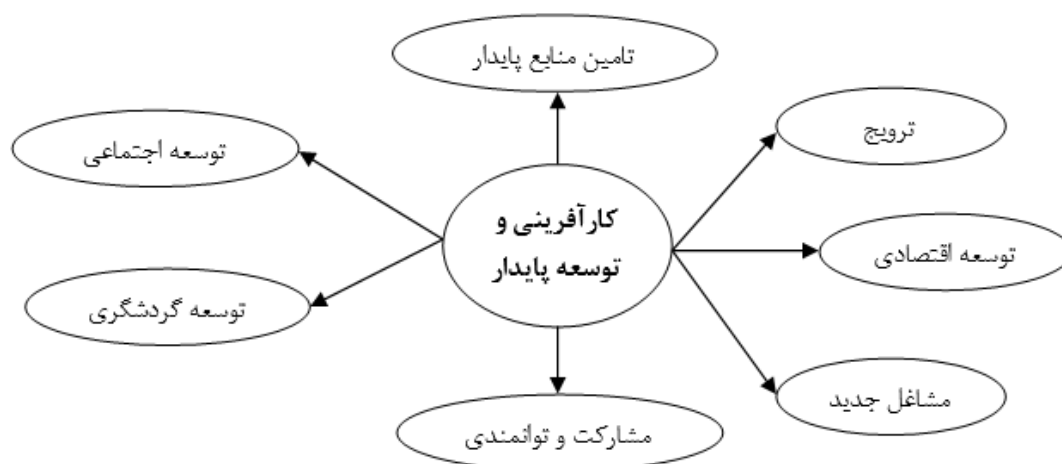 تامین منابع پایدار
ترویج
توسعه اجتماعی
کارآفرینی و
توسعه پایدار
توسعه اقتصادی
توسعه گردشگری
مشاغل جدید
مشارکت و توانمندی